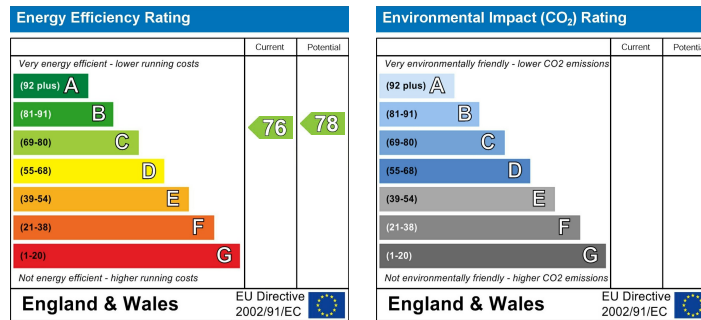 Energy Efficiency Rating
Current Potential
Very energy efficient - lower running costs
(92 plus) A
(81-91) B
(69-80) C
(55-68) D
(39-54) E
(21-38) F
(1-20) G
76 78
Not energy efficient - higher running costs
England & Wales
EU Directive
2002/91/EC
Environmental Impact (CO₂) Rating
Current Potentia
Very environmentally friendly - lower CO2 emissions
(92 plus) A
(81-91) B
(69-80) C
(55-68) D
(39-54) E
(21-38) F
(1-20) G
Not environmentally friendly - higher CO2 emissions
England & Wales
EU Directive
2002/91/EC